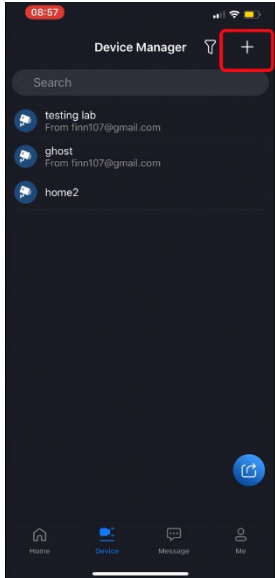 08:57
Device Manager
Search
testing lab
From finn107@gmail.com
ghost
From finn107@gmail.com
home2
Home
Device
Message
Me